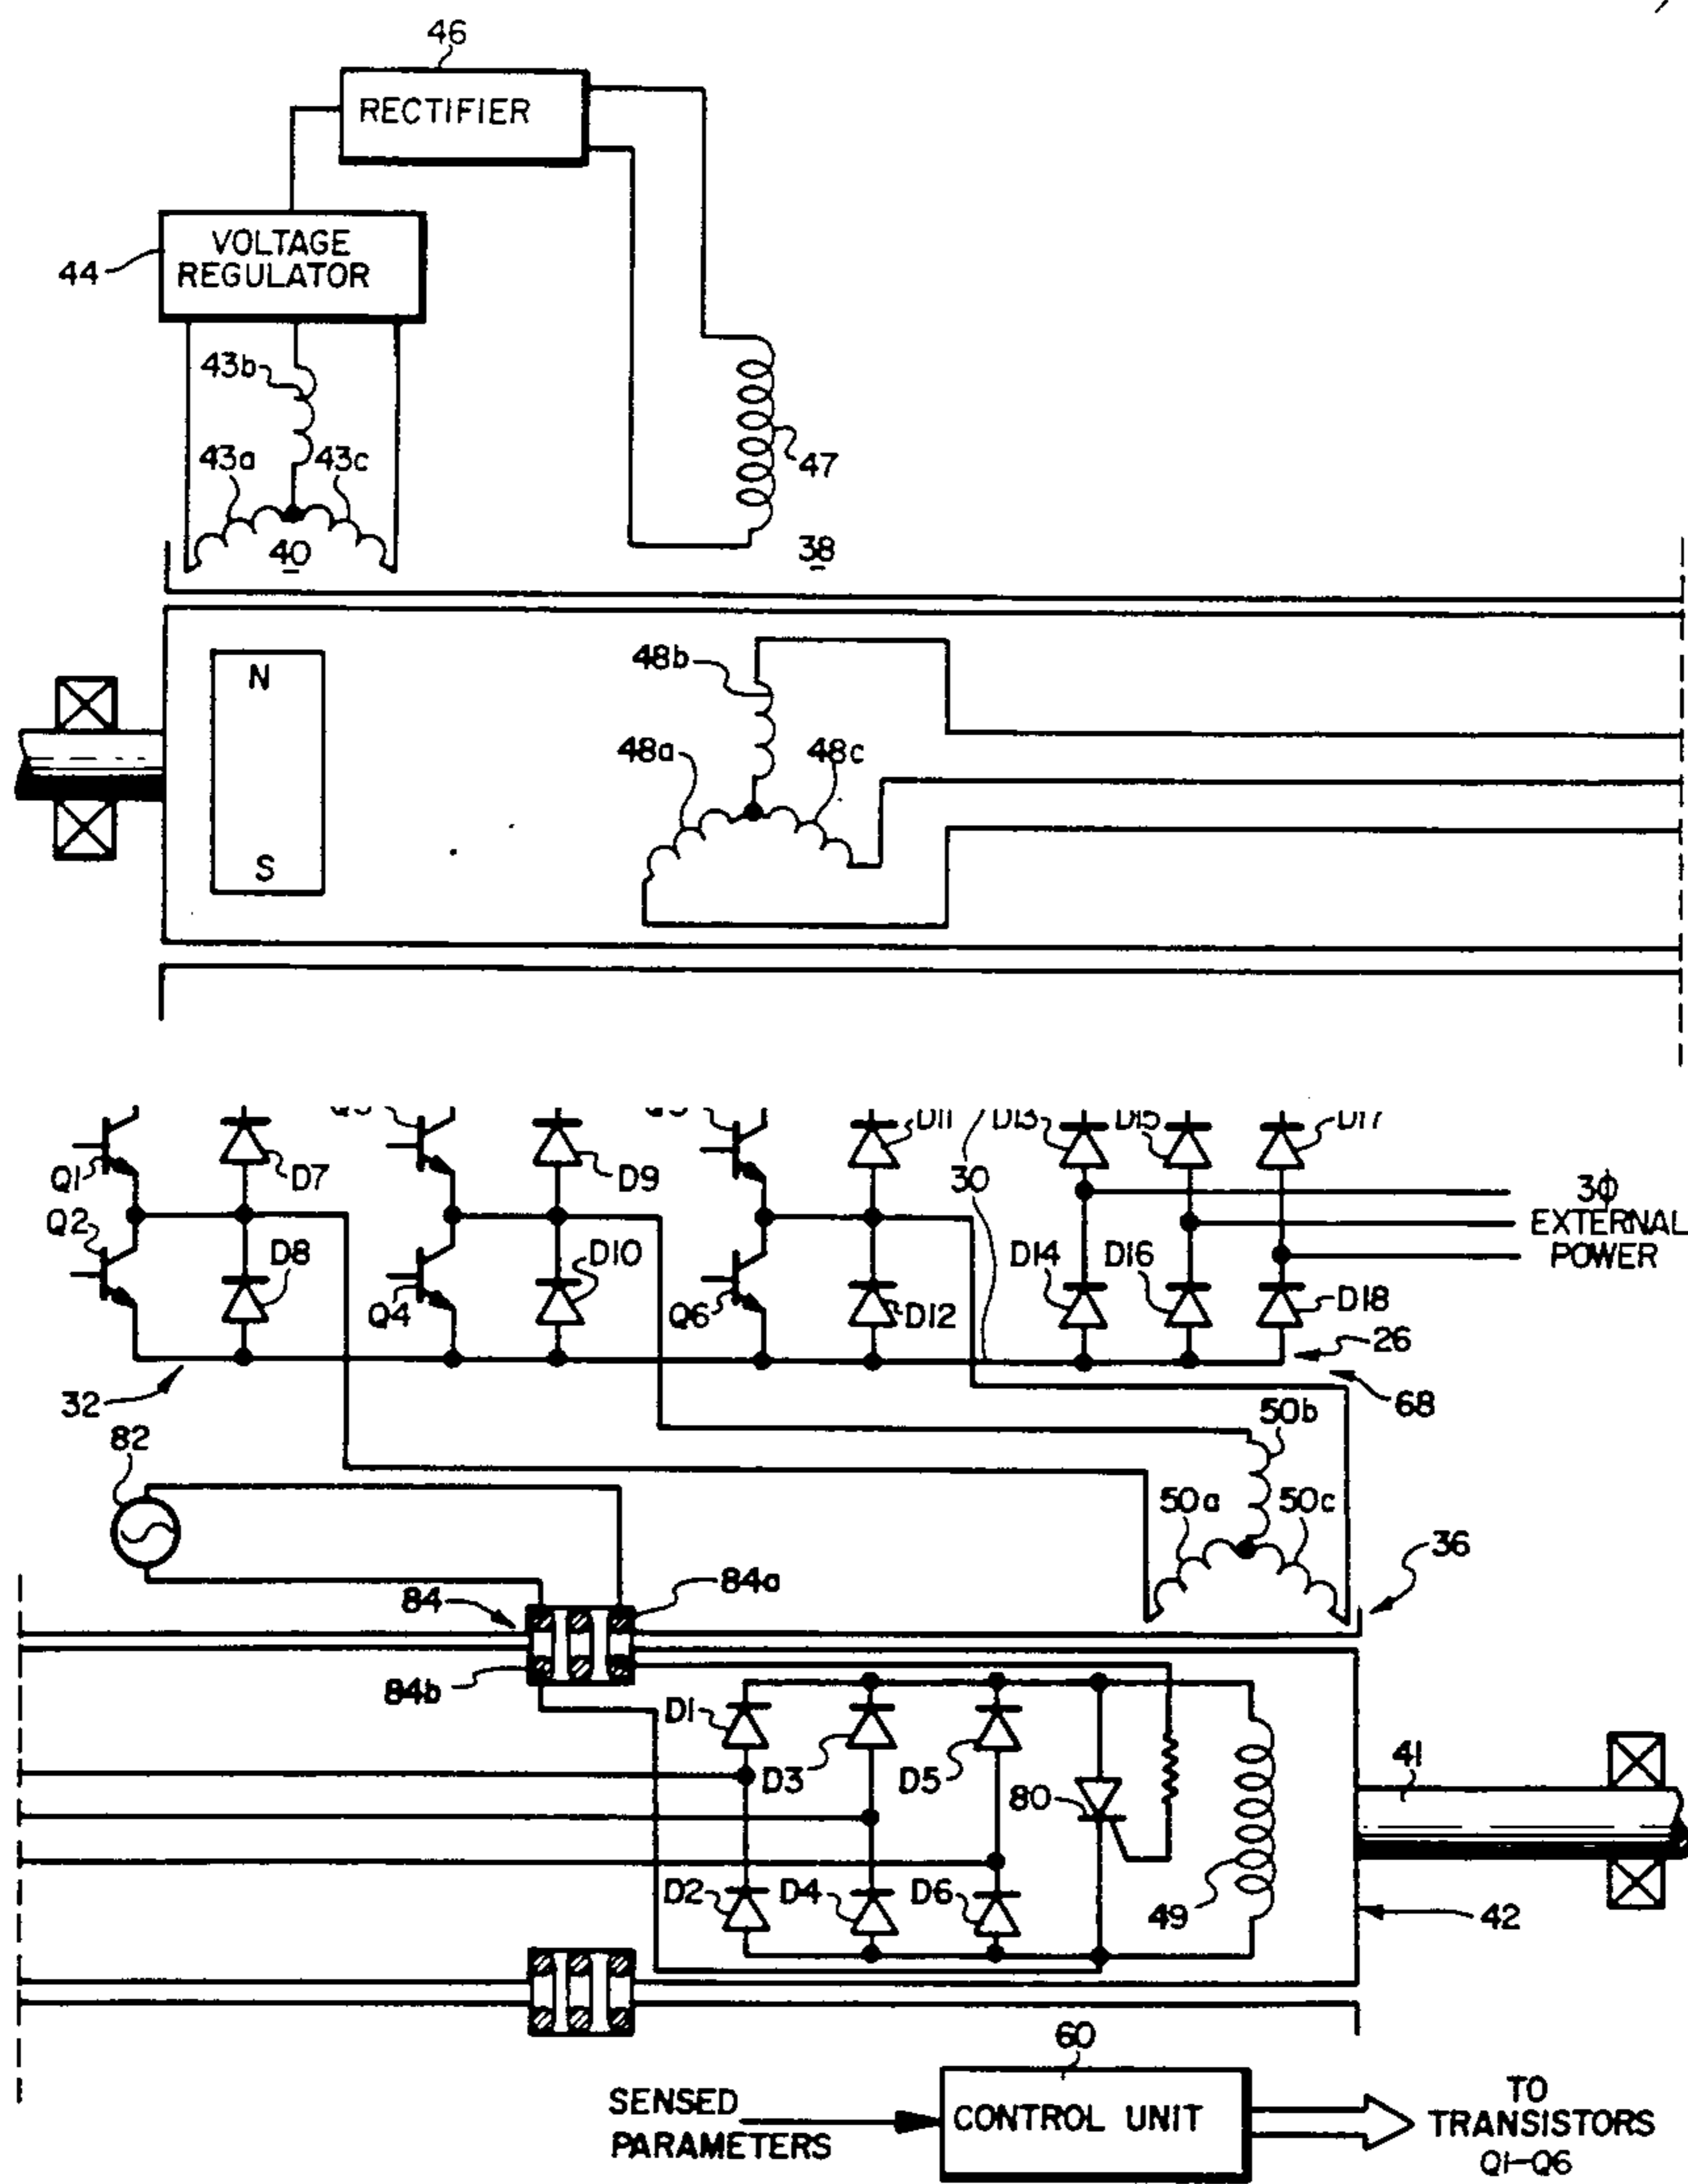 46
RECTIFIER
VOLTAGE
REGULATOR
44
43b
43a
43c
47
40
38
N
48b
48a
48c
S
D11
D13
D15
D17
Q1
D7
D9
30
3ϕ
EXTERNAL
POWER
Q2
D8
D10
D14
D16
Q4
Q6
D12
D18
26
32
68
82
50b
50a
50c
36
84
84a
84b
D1
D3
D5
80
41
D2
D4
D6
49
42
60
SENSED
PARAMETERS
CONTROL UNIT
TO
TRANSISTORS
Q1-Q6